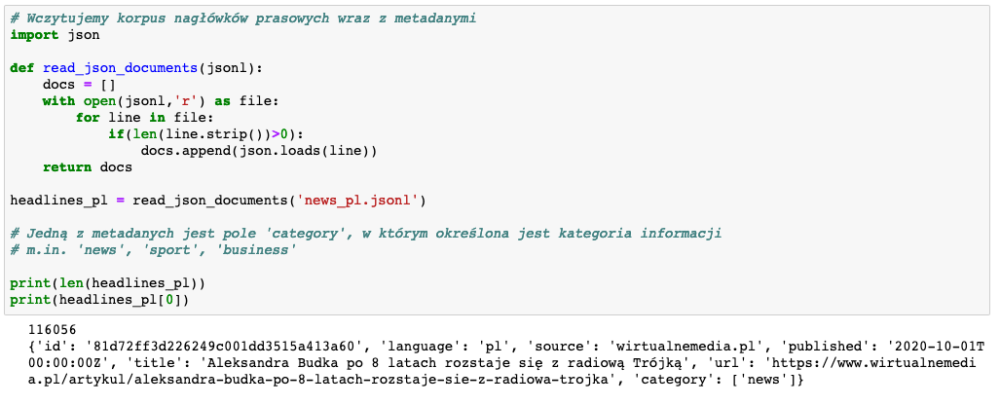 # Wczytujemy korpus nagłówków prasowych wraz z metadanymi
import json

def read_json_documents(jsonl):
    docs = []
    with open(jsonl,'r') as file:
        for line in file:
            if(len(line.strip())>0):
                docs.append(json.loads(line))
    return docs

headlines_pl = read_json_documents('news_pl.jsonl')

# Jedną z metadanych jest pole 'category', w którym określona jest kategoria informacji
# m.in. 'news', 'sport', 'business'

print(len(headlines_pl))
print(headlines_pl[0])

116056
{'id': '81d72ff3d226249c001dd3515a413a60', 'language': 'pl', 'source': 'wirtualnemedia.pl', 'published': '2020-10-01T
00:00:00Z', 'title': 'Aleksandra Budka po 8 latach rozstaje się z radiową Trójką', 'url': 'https://www.wirtualnemedi
a.pl/artykul/aleksandra-budka-po-8-latach-rozstaje-sie-z-radiowa-trojka', 'category': ['news']}